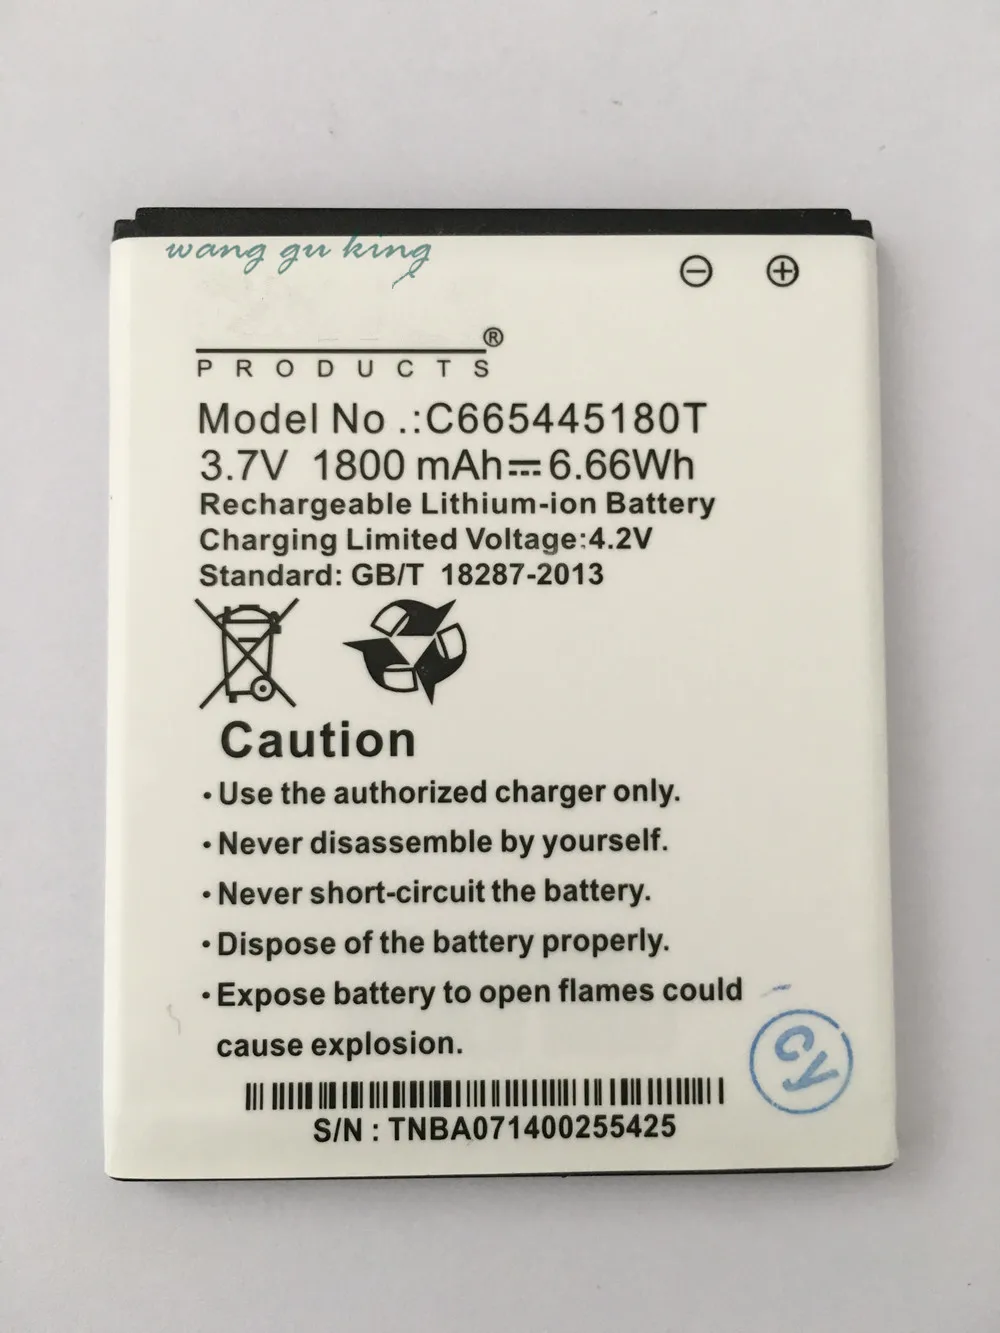 wang gu king
PRODUCTS®
Model No .:C665445180T
3.7V 1800 mAh⎓6.66Wh
Rechargeable Lithium-ion Battery
Charging Limited Voltage:4.2V
Standard: GB/T 18287-2013
Caution
• Use the authorized charger only.
• Never disassemble by yourself.
• Never short-circuit the battery.
• Dispose of the battery properly.
• Expose battery to open flames could
cause explosion.
S/N : TNBA071400255425
CY